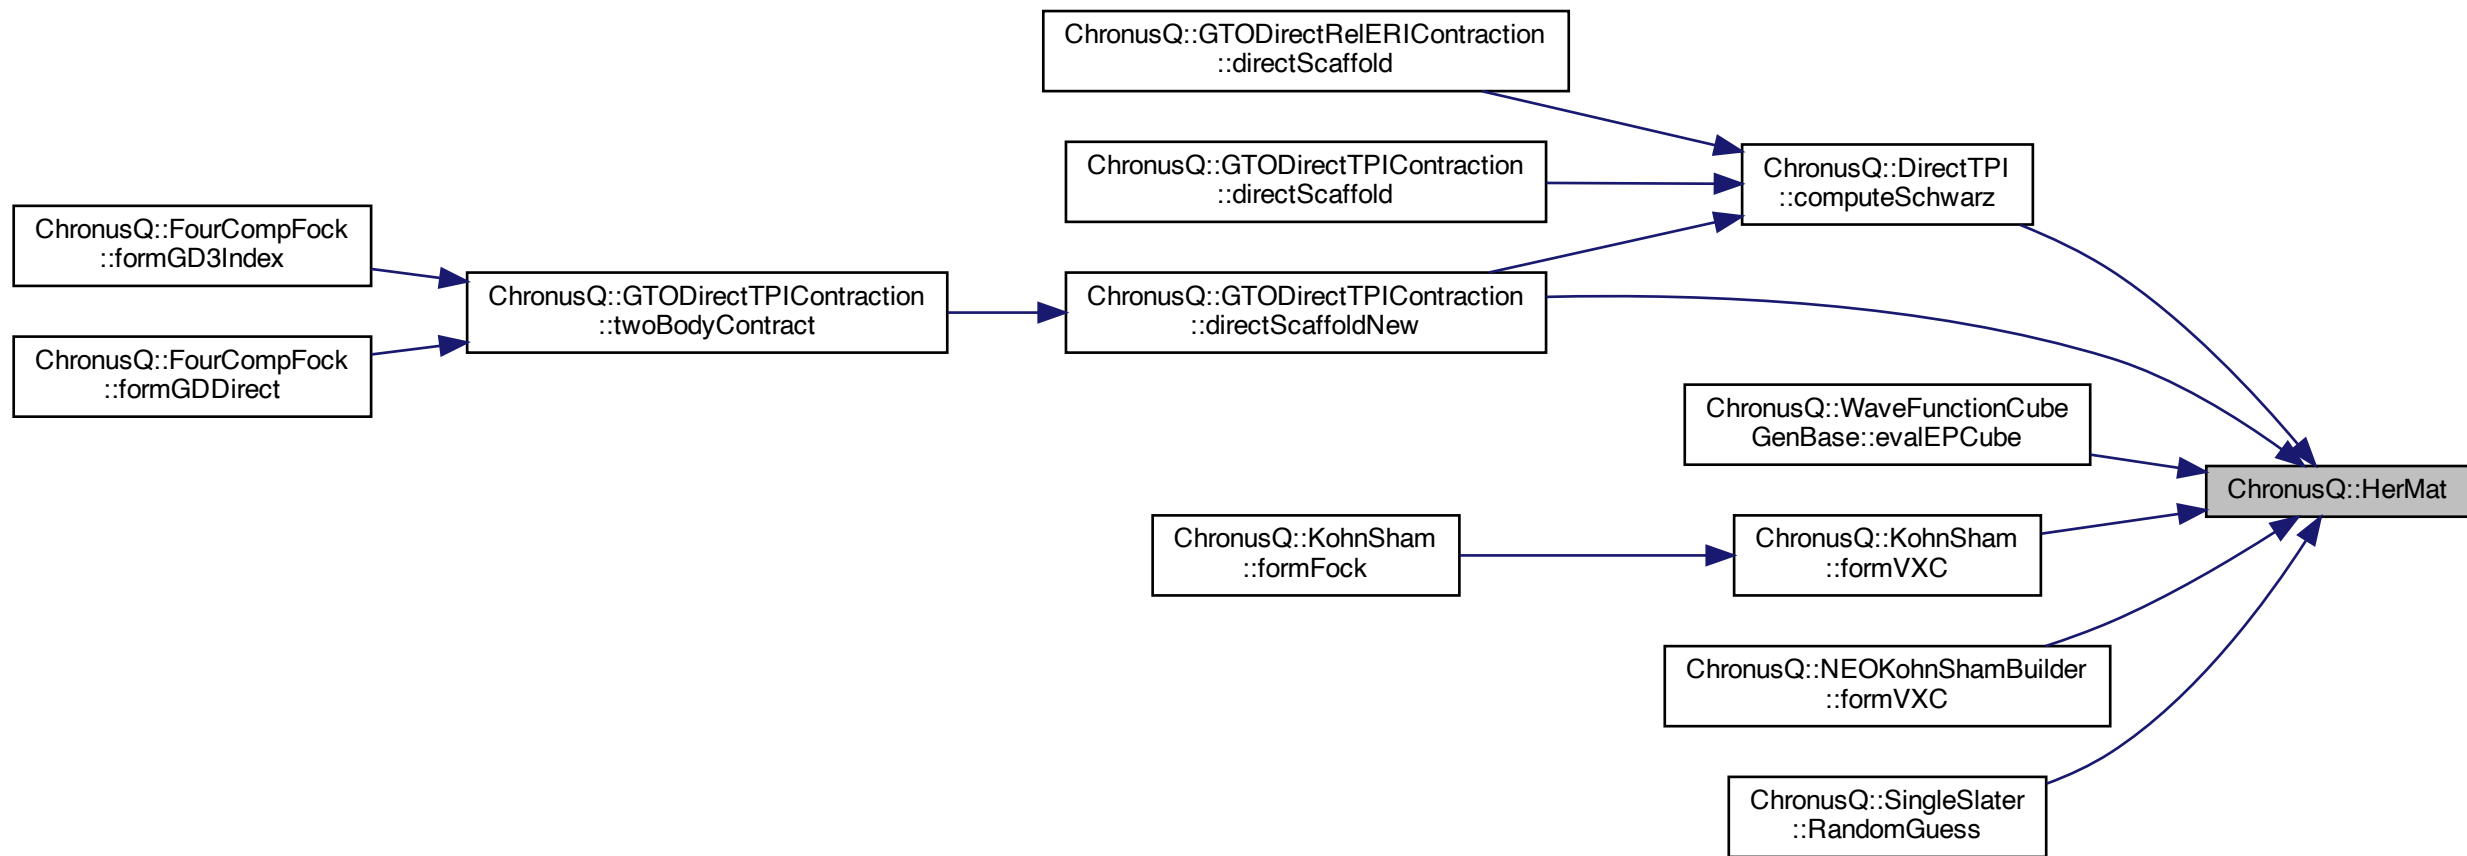 ChronusQ::GTODirectRelERIContraction
::directScaffold
ChronusQ::GTODirectTPIContraction
::directScaffold
ChronusQ::DirectTPI
::computeSchwarz
ChronusQ::FourCompFock
::formGD3Index
ChronusQ::GTODirectTPIContraction
::twoBodyContract
ChronusQ::GTODirectTPIContraction
::directScaffoldNew
ChronusQ::FourCompFock
::formGDDirect
ChronusQ::WaveFunctionCube
GenBase::evalEPCube
ChronusQ::HerMat
ChronusQ::KohnSham
::formFock
ChronusQ::KohnSham
::formVXC
ChronusQ::NEOKohnShamBuilder
::formVXC
ChronusQ::SingleSlater
::RandomGuess